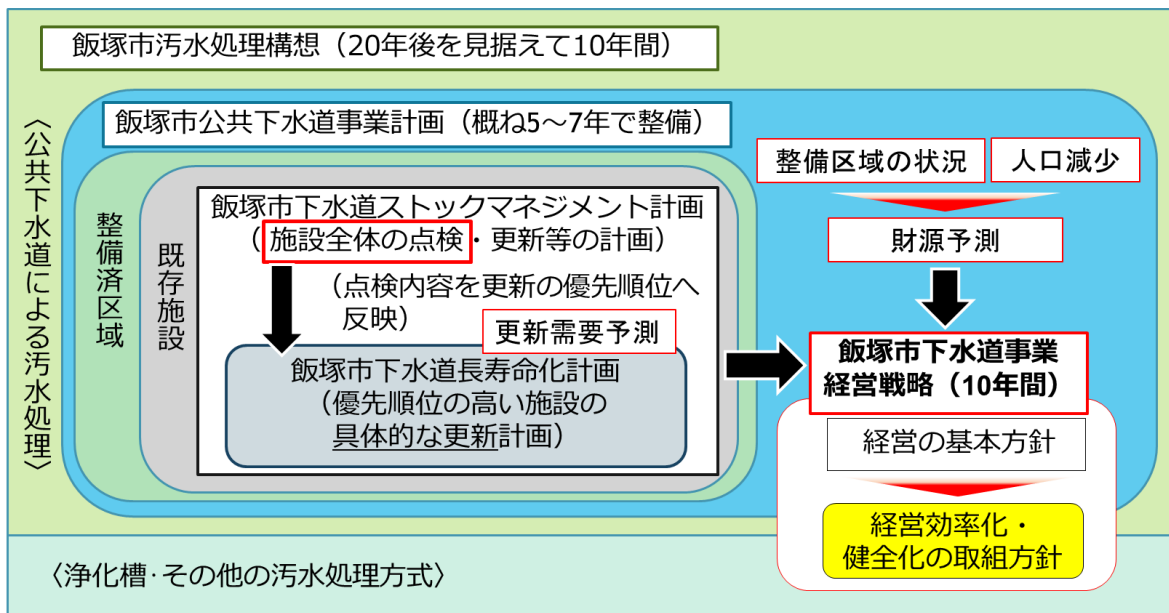 飯塚市汚水処理構想（20年後を見据えて10年間）
〈公共下水道による汚水処理〉
飯塚市公共下水道事業計画（概ね5～7年で整備）
整備済区域
既存施設
飯塚市下水道ストックマネジメント計画
（施設全体の点検・更新等の計画）
（点検内容を更新の優先順位へ
反映）
更新需要予測
飯塚市下水道長寿命化計画
（優先順位の高い施設の
具体的な更新計画）
整備区域の状況
人口減少
財源予測
飯塚市下水道事業
経営戦略（10年間）
経営の基本方針
経営効率化・
健全化の取組方針
〈浄化槽･その他の汚水処理方式〉